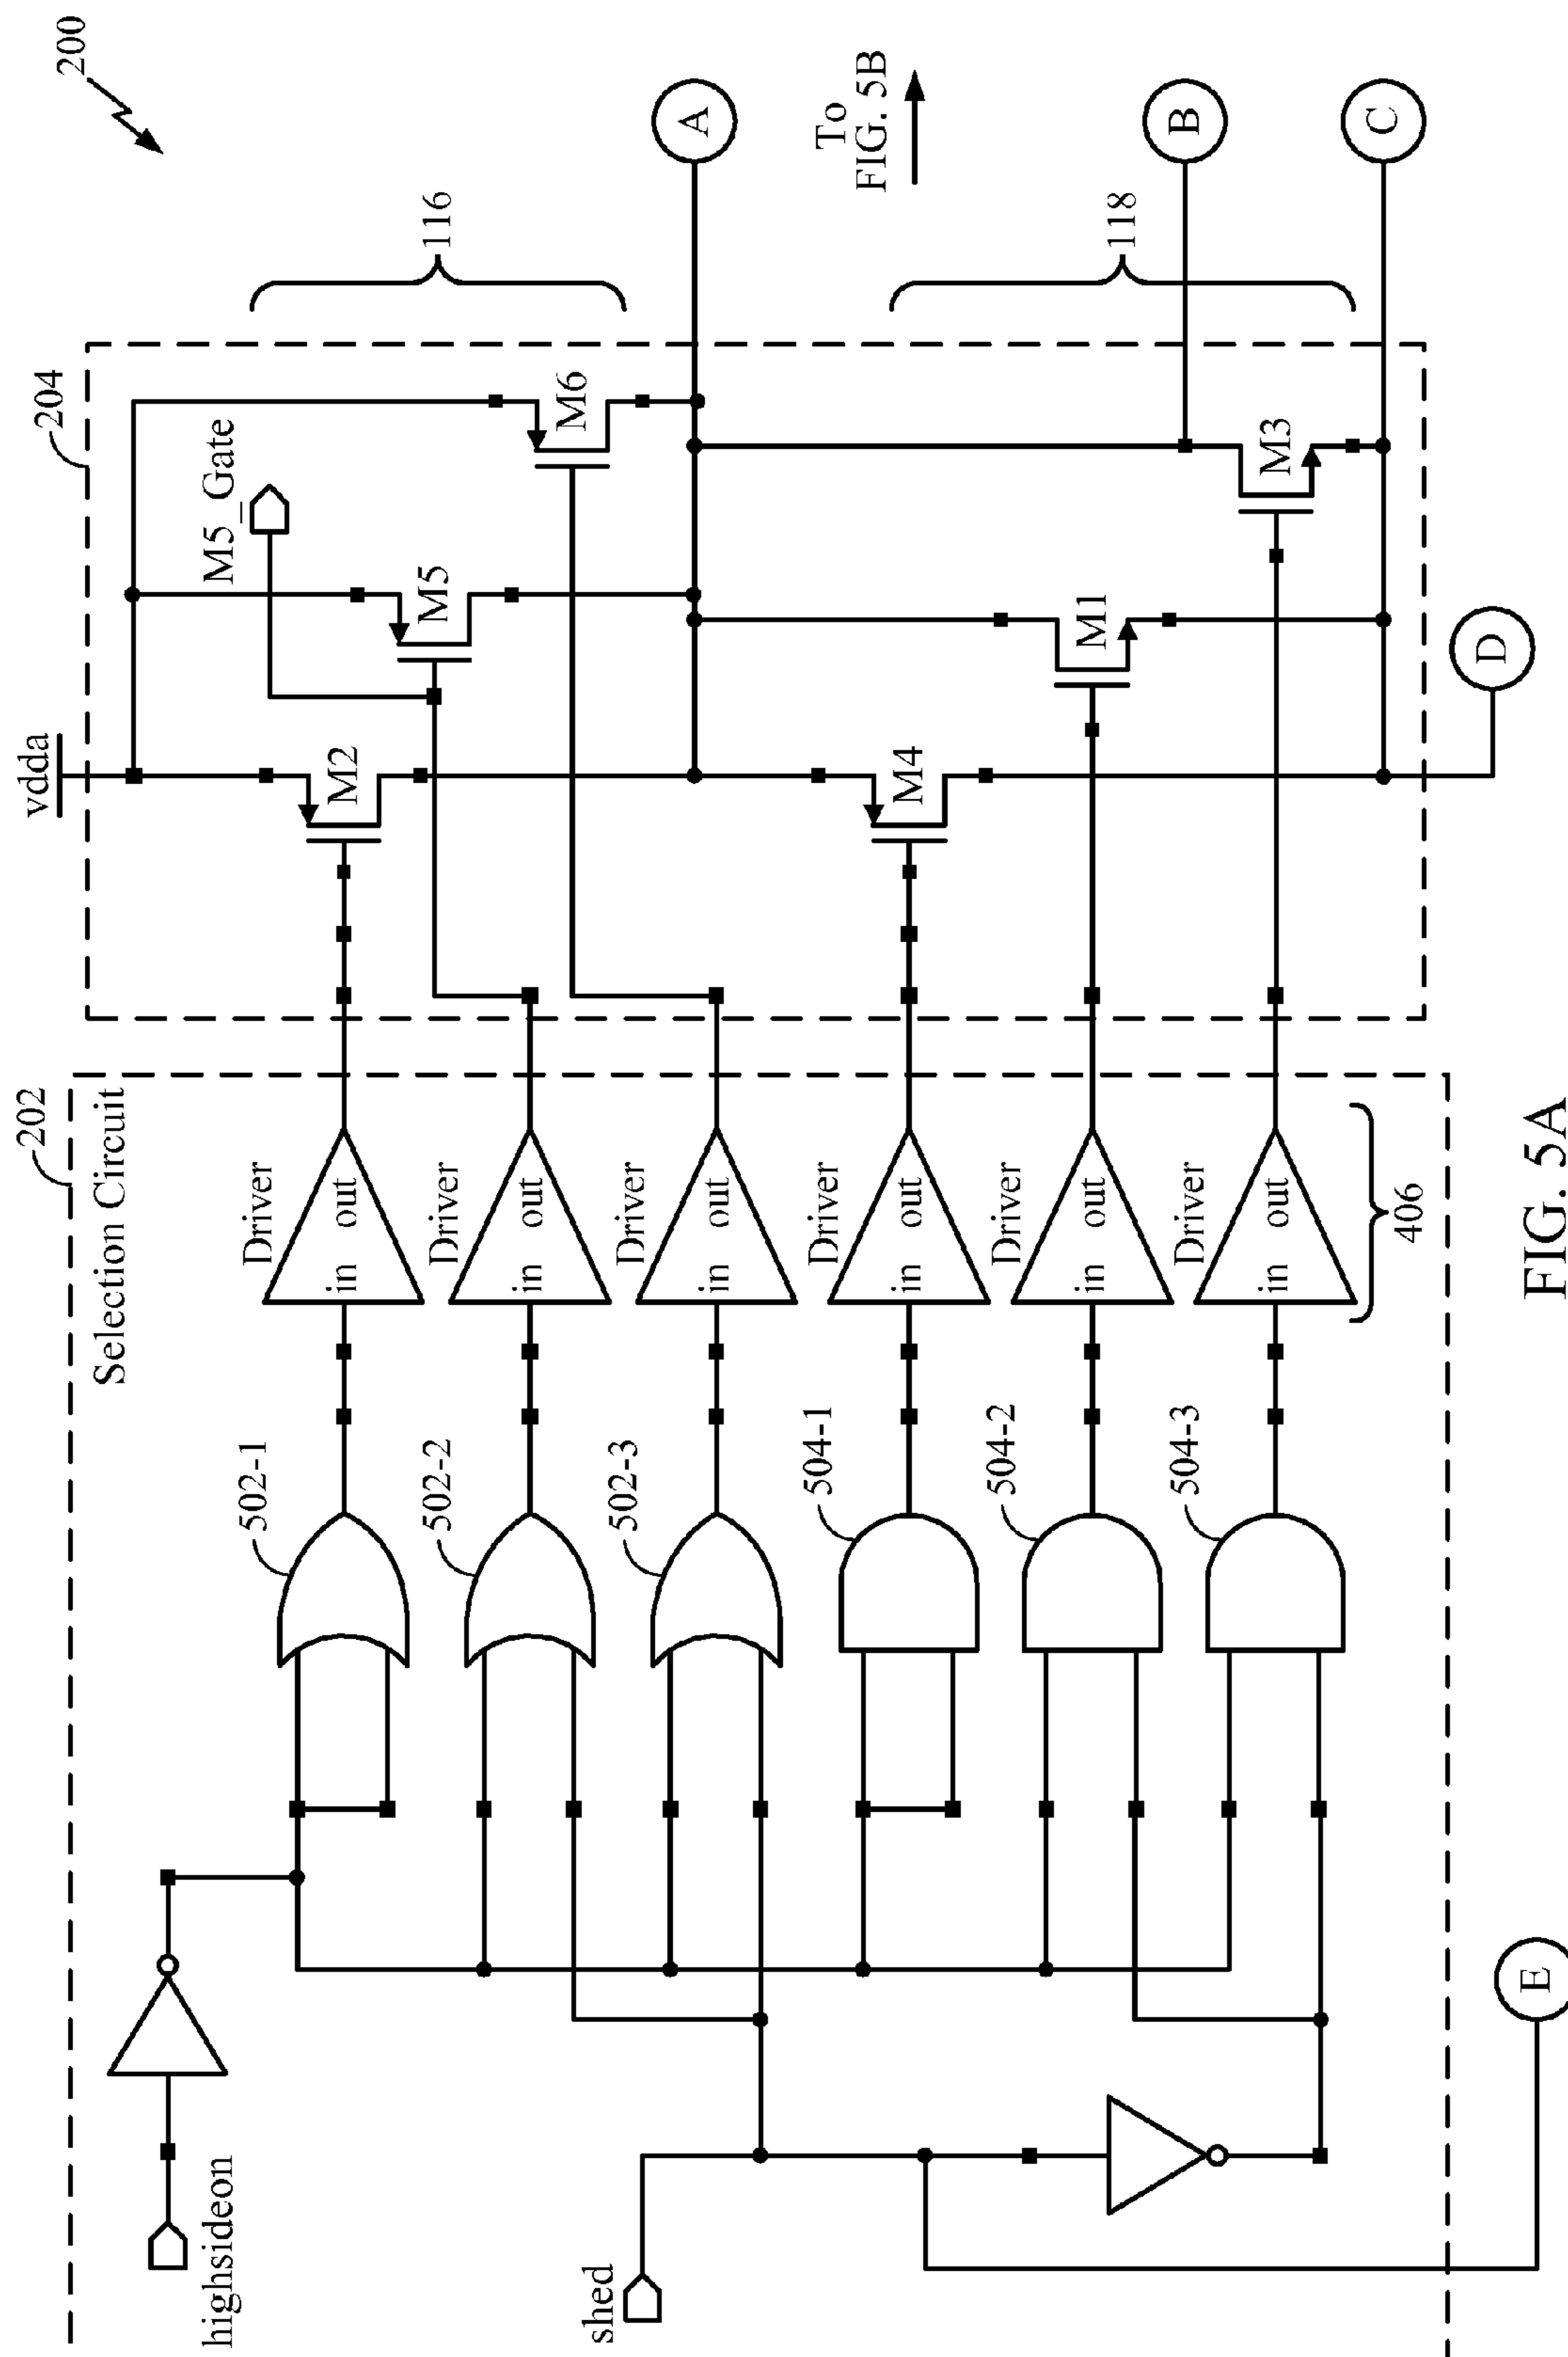 200
202
Selection Circuit
204
vdda
highsideon
502-1
Driver
in
out
M2
M5_Gate
M5
116
502-2
Driver
in
out
M6
502-3
Driver
in
out
A
shed
504-1
Driver
in
out
M4
To
FIG. 5B
504-2
Driver
in
out
M1
118
504-3
Driver
in
out
M3
B
406
C
D
E
FIG. 5A